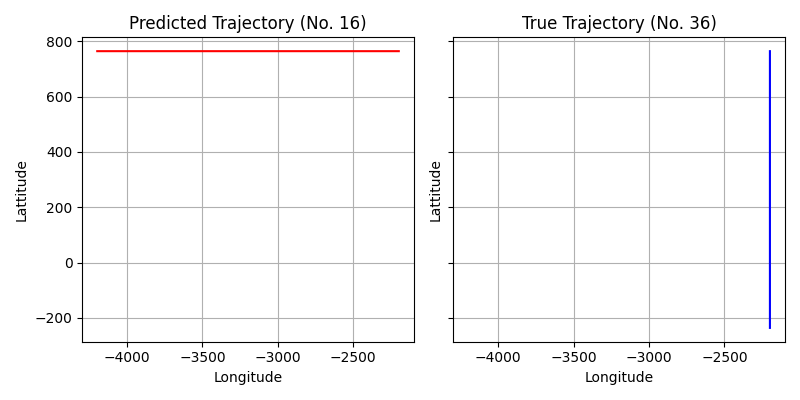 Predicted Trajectory (No. 16)
True Trajectory (No. 36)
800
600
400
200
0
−200
Lattitude
Lattitude
−4000
−3500
−3000
−2500
−4000
−3500
−3000
−2500
Longitude
Longitude